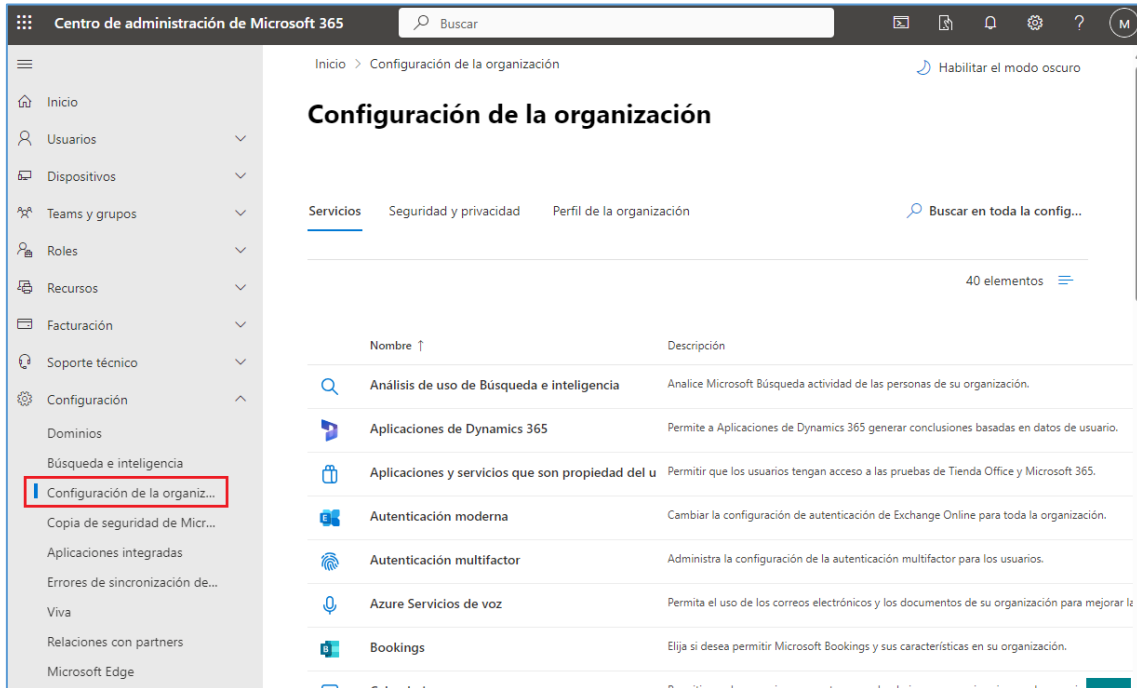 Centro de administración de Microsoft 365
Buscar
?
M
Inicio > Configuración de la organización
Habilitar el modo oscuro
Inicio
Usuarios
Dispositivos
Teams y grupos
Roles
Recursos
Facturación
Soporte técnico
Configuración
Dominios
Búsqueda e inteligencia
Configuración de la organiz...
Copia de seguridad de Micr...
Aplicaciones integradas
Errores de sincronización de...
Viva
Relaciones con partners
Microsoft Edge
Configuración de la organización
Servicios Seguridad y privacidad Perfil de la organización
Buscar en toda la config...
40 elementos
Nombre ↑ Descripción
Análisis de uso de Búsqueda e inteligencia Analice Microsoft Búsqueda actividad de las personas de su organización.
Aplicaciones de Dynamics 365 Permite a Aplicaciones de Dynamics 365 generar conclusiones basadas en datos de usuario.
Aplicaciones y servicios que son propiedad del u Permitir que los usuarios tengan acceso a las pruebas de Tienda Office y Microsoft 365.
Autenticación moderna Cambiar la configuración de autenticación de Exchange Online para toda la organización.
Autenticación multifactor Administra la configuración de la autenticación multifactor para los usuarios.
Azure Servicios de voz Permita el uso de los correos electrónicos y los documentos de su organización para mejorar la
Bookings Elija si desea permitir Microsoft Bookings y sus características en su organización.